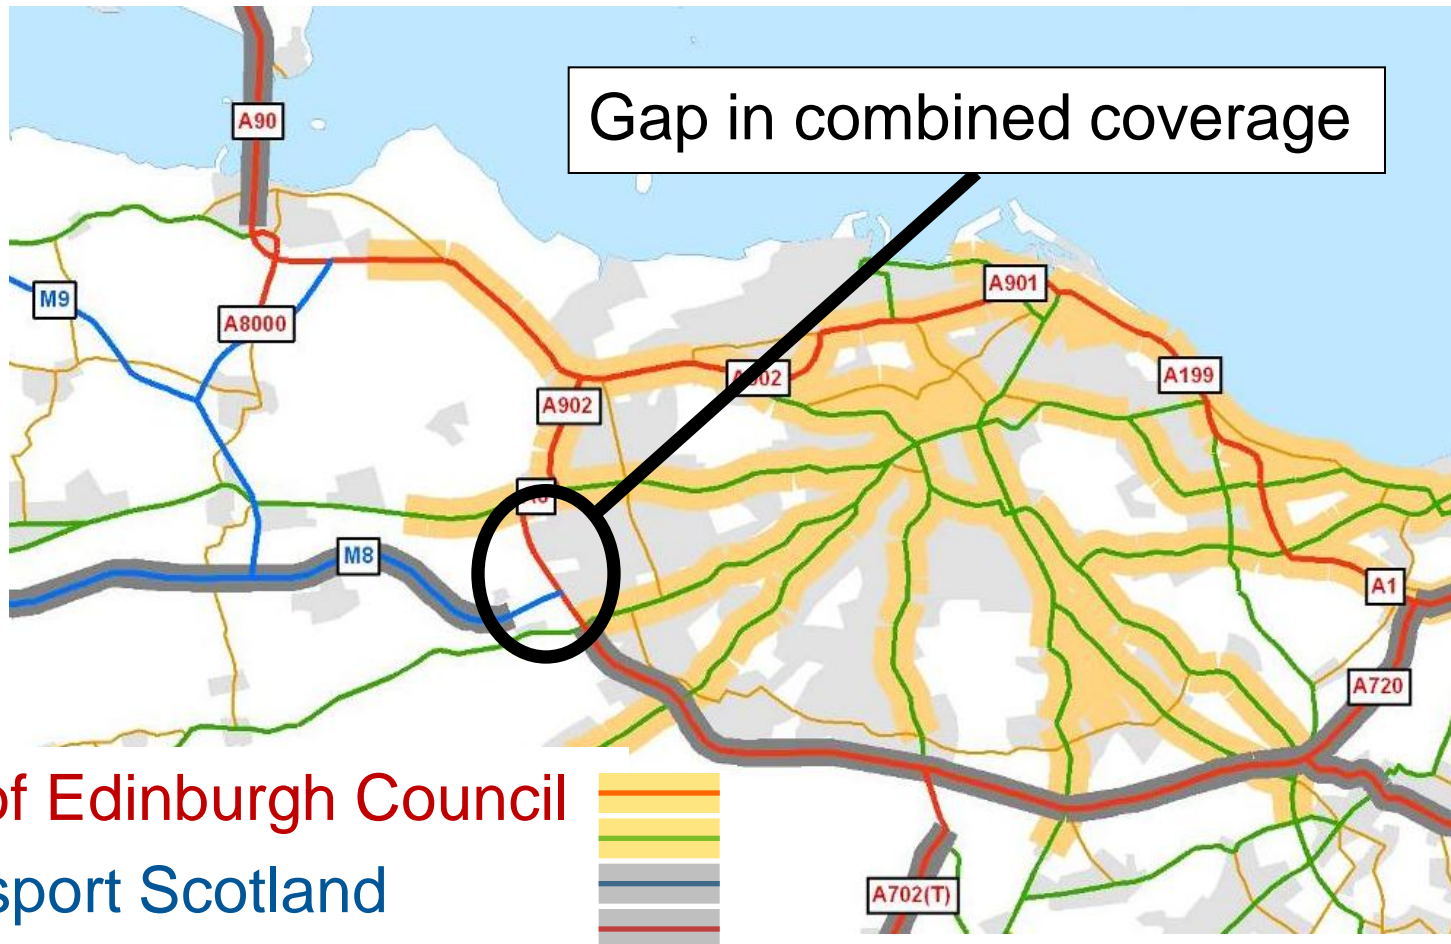 Gap in combined coverage
A90
M9
A8000
A901
A902
A199
A902
M8
A1
A720
of Edinburgh Council
sport Scotland
A702(T)